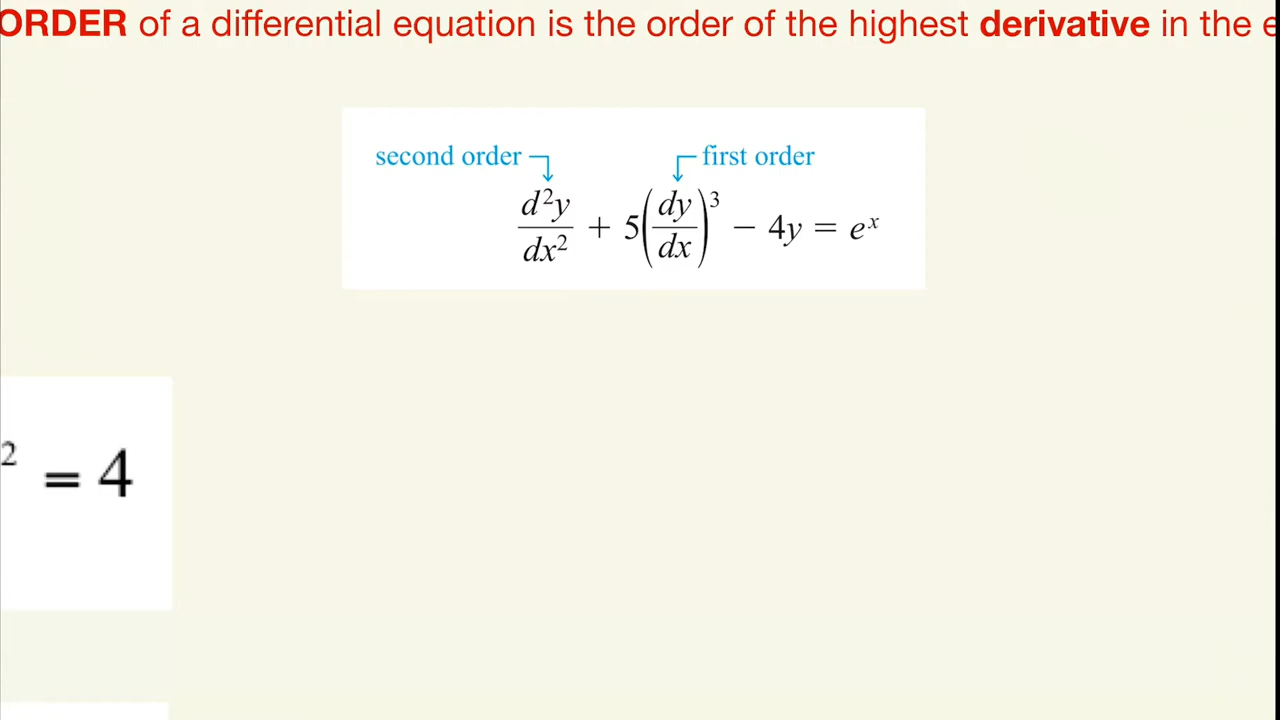 ORDER of a differential equation is the order of the highest derivative in the e
second order first order
d²y/dx² + 5(dy/dx)³ − 4y = eˣ
² = 4